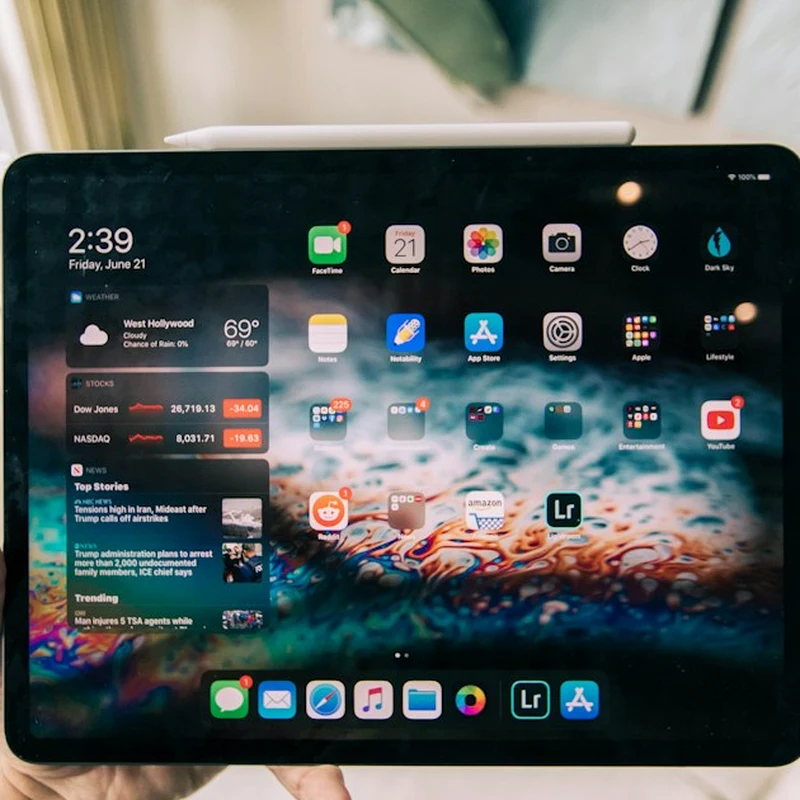 100%
2:39
Friday, June 21
WEATHER
West Hollywood
Cloudy
Chance of Rain: 0%
69°
69° / 60°
STOCKS
Dow Jones 26,719.13 -34.04
NASDAQ 8,031.71 -19.63
NEWS
Top Stories
NBC NEWS
Tensions high in Iran, Mideast after
Trump calls off airstrikes
NEWS
Trump administration plans to arrest
more than 2,000 undocumented
family members, ICE chief says
Trending
Man injures 5 TSA agents while
1
Friday
21
FaceTime Calendar Photos Camera Clock Dark Sky
Notes Notability App Store Settings Apple Lifestyle
225 4 2
Create Games Entertainment YouTube
1
amazon
Lr
Reddit
1
Lr